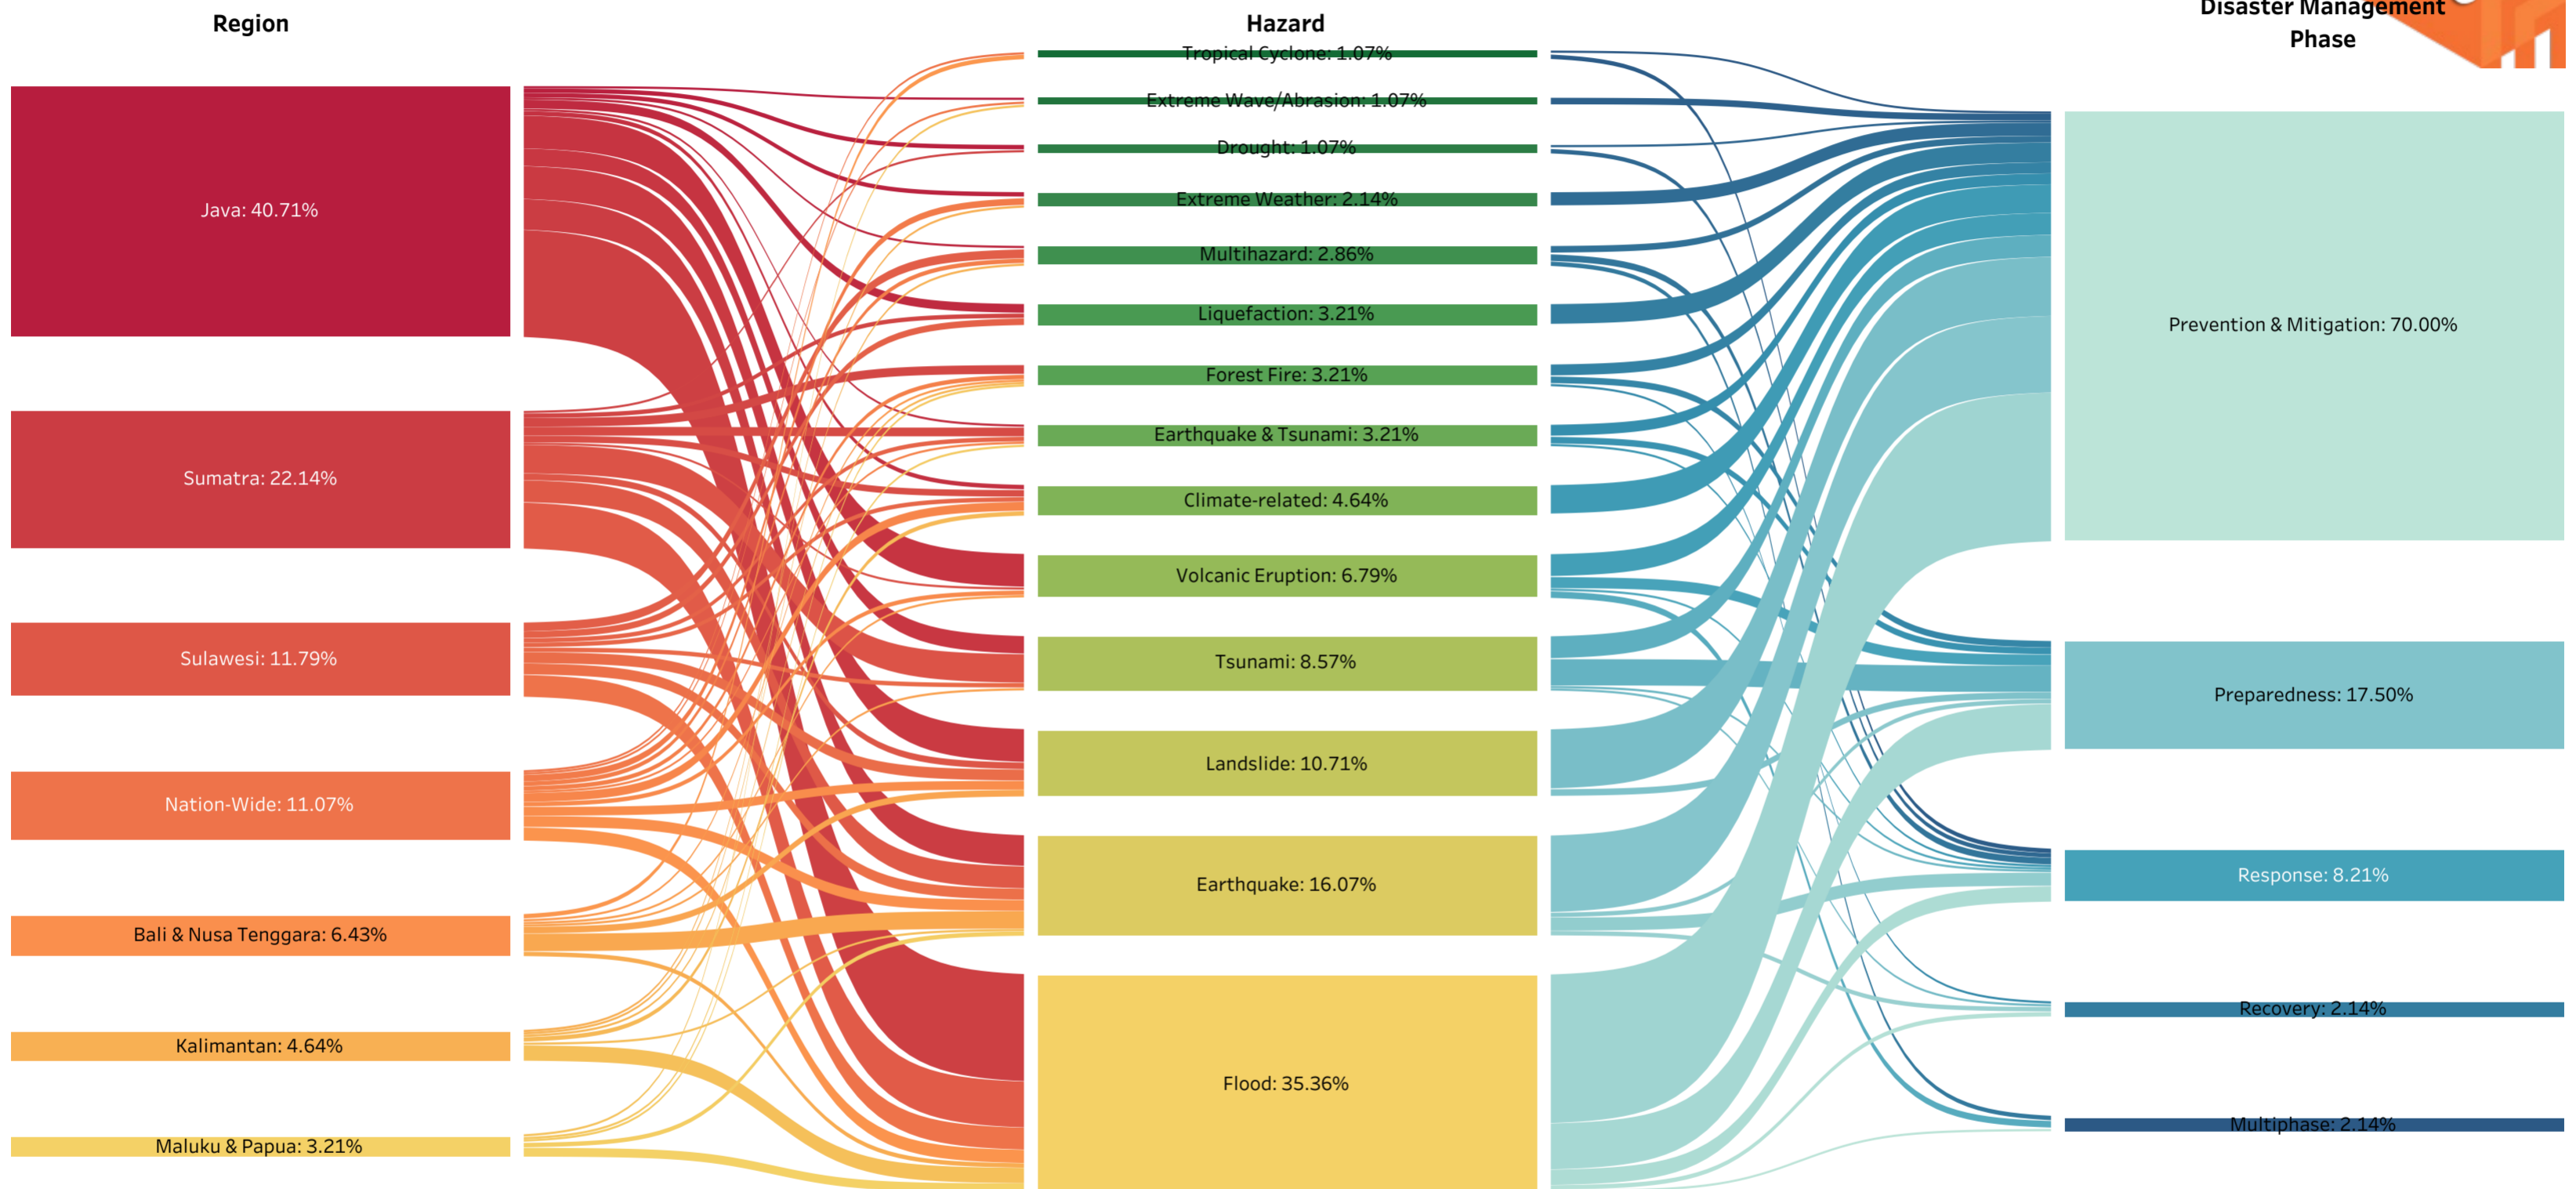 Region
Hazard
Disaster Management
Phase
Java: 40.71%
Sumatra: 22.14%
Sulawesi: 11.79%
Nation-Wide: 11.07%
Bali & Nusa Tenggara: 6.43%
Kalimantan: 4.64%
Maluku & Papua: 3.21%
Tropical Cyclone: 1.07%
Extreme Wave/Abrasion: 1.07%
Drought: 1.07%
Extreme Weather: 2.14%
Multihazard: 2.86%
Liquefaction: 3.21%
Forest Fire: 3.21%
Earthquake & Tsunami: 3.21%
Climate-related: 4.64%
Volcanic Eruption: 6.79%
Tsunami: 8.57%
Landslide: 10.71%
Earthquake: 16.07%
Flood: 35.36%
Prevention & Mitigation: 70.00%
Preparedness: 17.50%
Response: 8.21%
Recovery: 2.14%
Multiphase: 2.14%